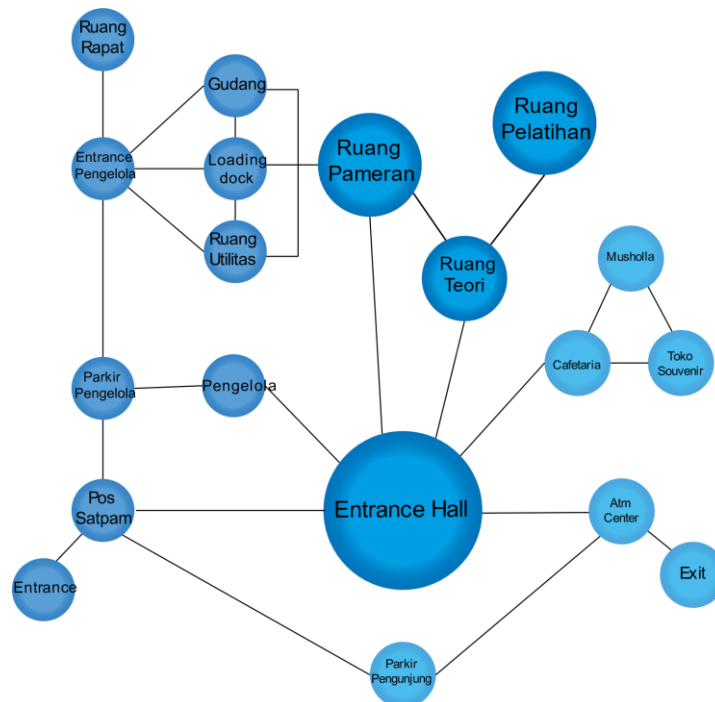 Ruang
Rapat
Gudang
Entrance
Pengelola
Loading
dock
Ruang
Utilitas
Ruang
Pameran
Ruang
Pelatihan
Ruang
Teori
Musholla
Cafetaria
Toko
Souvenir
Parkir
Pengelola
Pengelola
Pos
Satpam
Entrance Hall
Atm
Center
Entrance
Exit
Parkir
Pengunjung